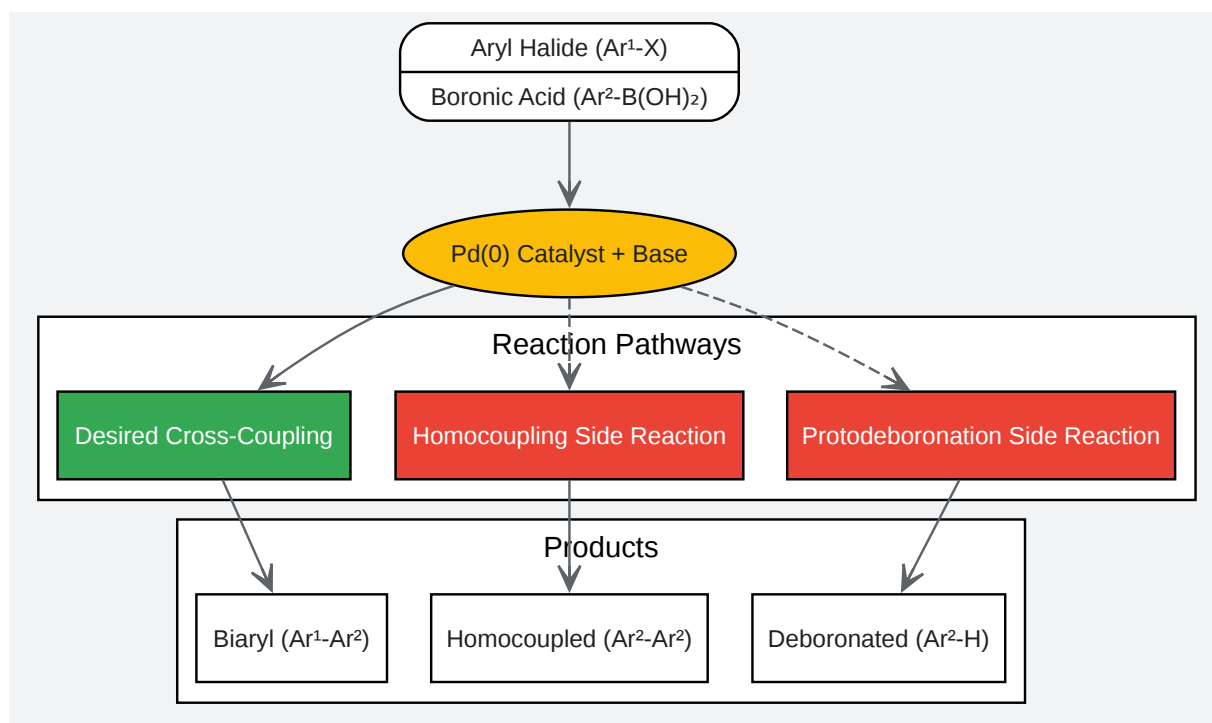 Aryl Halide (Ar¹-X)
Boronic Acid (Ar²-B(OH)₂)
Pd(0) Catalyst + Base
Reaction Pathways
Desired Cross-Coupling
Homocoupling Side Reaction
Protodeboronation Side Reaction
Products
Biaryl (Ar¹-Ar²)
Homocoupled (Ar²-Ar²)
Deboronated (Ar²-H)